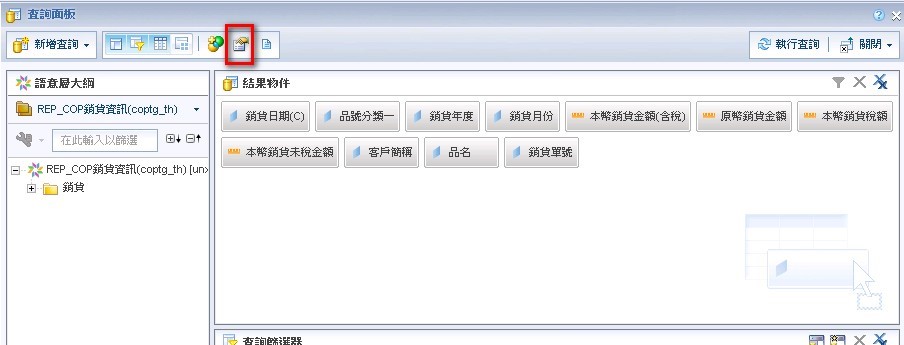 查詢面板
新增查詢
執行查詢
關閉
語意層大綱
結果物件
REP_COP銷貨資訊(coptg_th)
銷貨日期(C)
品號分類一
銷貨年度
銷貨月份
本幣銷貨金額(含稅)
原幣銷貨金額
本幣銷貨稅額
在此輸入以篩選
本幣銷貨未稅金額
客戶簡稱
品名
銷貨單號
REP_COP銷貨資訊(coptg_th) [unx
銷貨
查詢篩選器